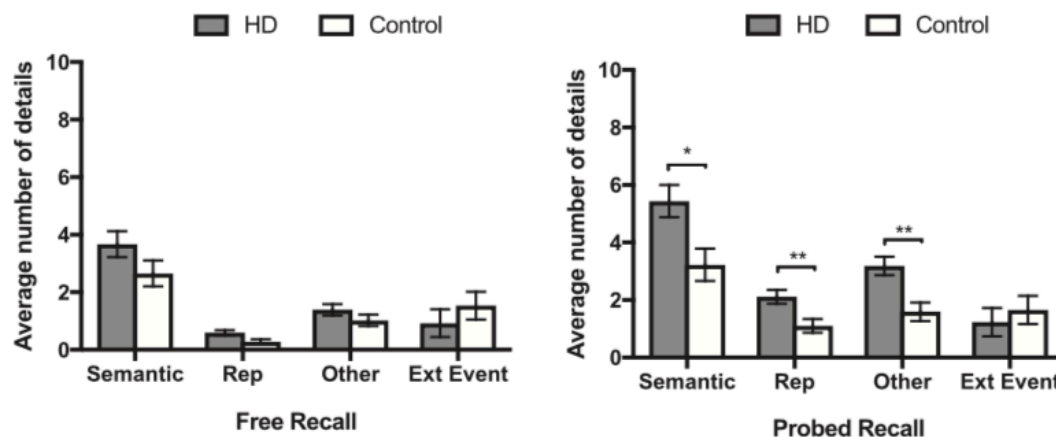 HD Control
Average number of details
10
8
6
4
2
0
Semantic Rep Other Ext Event
Free Recall
HD Control
Average number of details
10
8
6
4
2
0
*
**
**
Semantic Rep Other Ext Event
Probed Recall